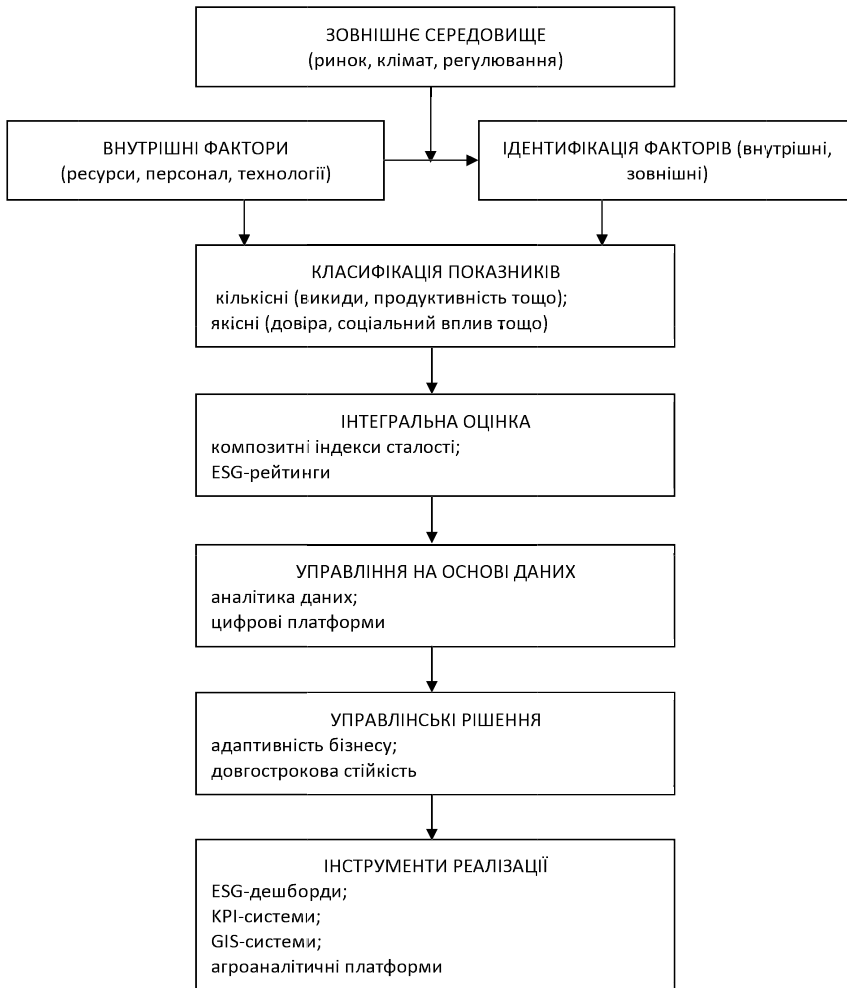 ЗОВНІШНЄ СЕРЕДОВИЩЕ
(ринок, клімат, регулювання)
ВНУТРІШНІ ФАКТОРИ
(ресурси, персонал, технології)
ІДЕНТИФІКАЦІЯ ФАКТОРІВ (внутрішні,
зовнішні)
КЛАСИФІКАЦІЯ ПОКАЗНИКІВ
кількісні (викиди, продуктивність тощо);
якісні (довіра, соціальний вплив тощо)
ІНТЕГРАЛЬНА ОЦІНКА
композитні індекси сталості;
ESG-рейтинги
УПРАВЛІННЯ НА ОСНОВІ ДАНИХ
аналітика даних;
цифрові платформи
УПРАВЛІНСЬКІ РІШЕННЯ
адаптивність бізнесу;
довгострокова стійкість
ІНСТРУМЕНТИ РЕАЛІЗАЦІЇ
ESG-дешборди;
KPI-системи;
GIS-системи;
агроаналітичні платформи